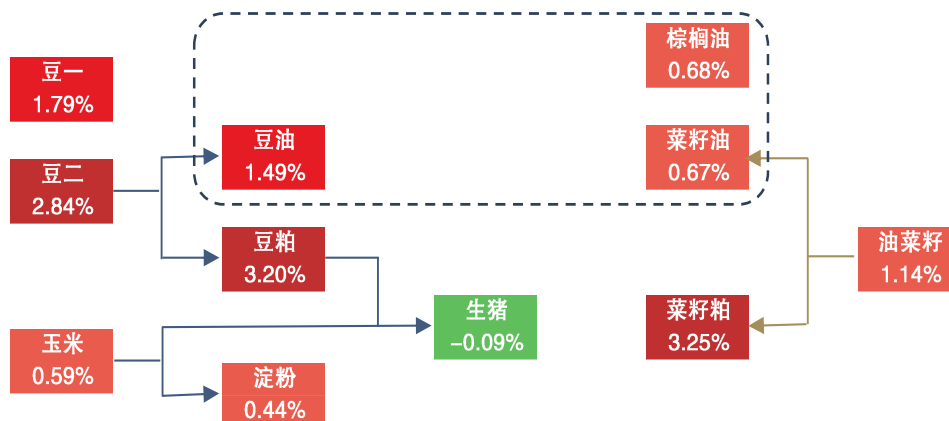 棕榈油
0.68%
豆一
1.79%
豆油
1.49%
菜籽油
0.67%
豆二
2.84%
豆粕
3.20%
油菜籽
1.14%
生猪
−0.09%
菜籽粕
3.25%
玉米
0.59%
淀粉
0.44%